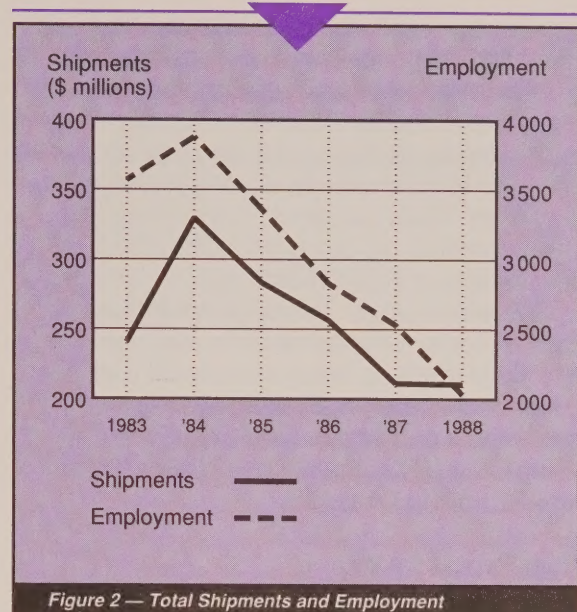 Shipments
($ millions)
Employment
400
350
300
250
200
4 000
3 500
3 000
2 500
2 000
1983 '84 '85 '86 '87 1988
Shipments
Employment
Figure 2 — Total Shipments and Employment